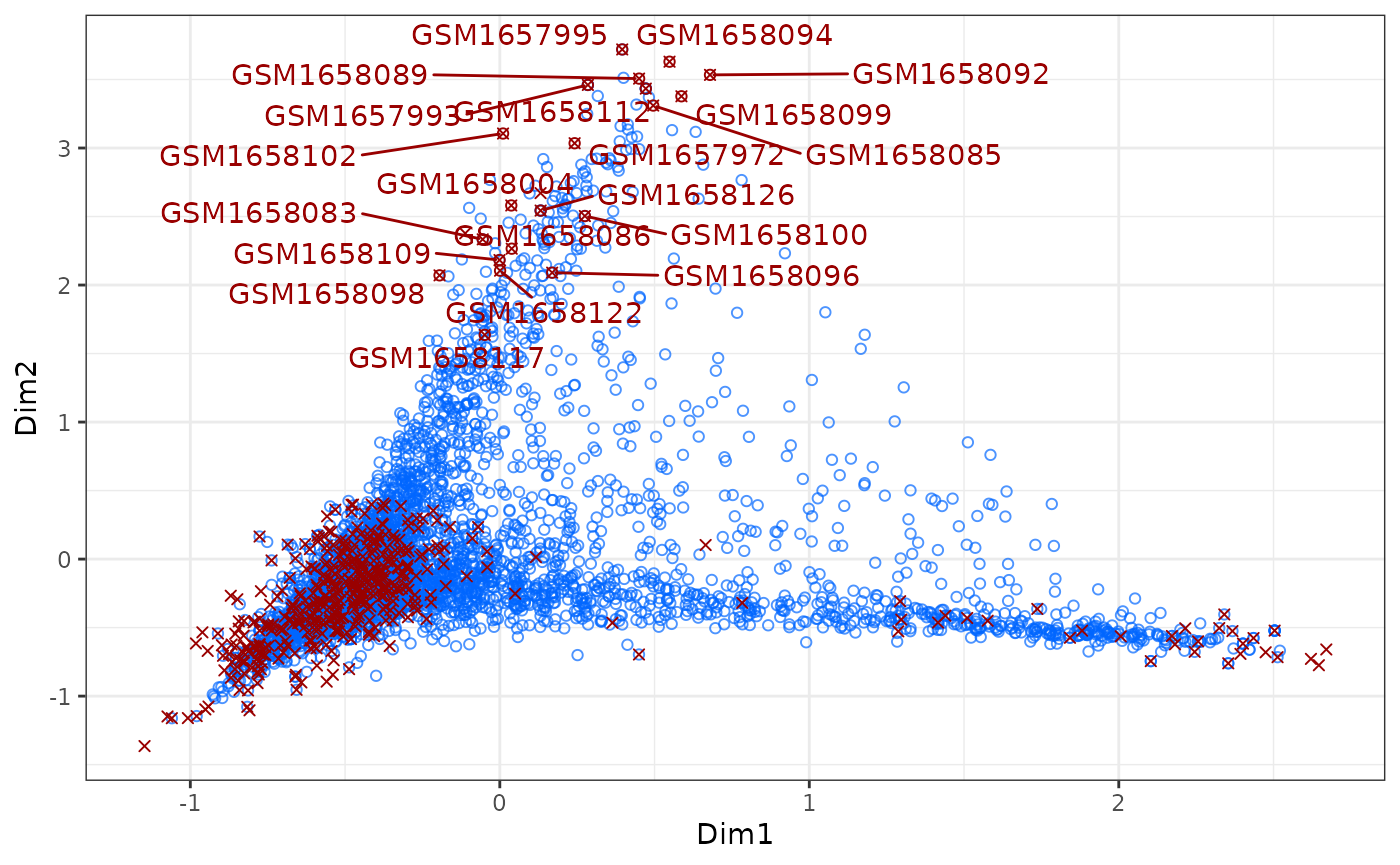 GSM1657995 GSM1658094
GSM1658089 GSM1658092
GSM1657993 GSM1658112 GSM1658099
GSM1658102 GSM1657972 GSM1658085
GSM1658004 GSM1658126
GSM1658083 GSM1658086 GSM1658100
GSM1658109 GSM1658096
GSM1658098 GSM1658122
GSM1658117
3
2
1
0
-1
Dim2
-1 0 1 2
Dim1